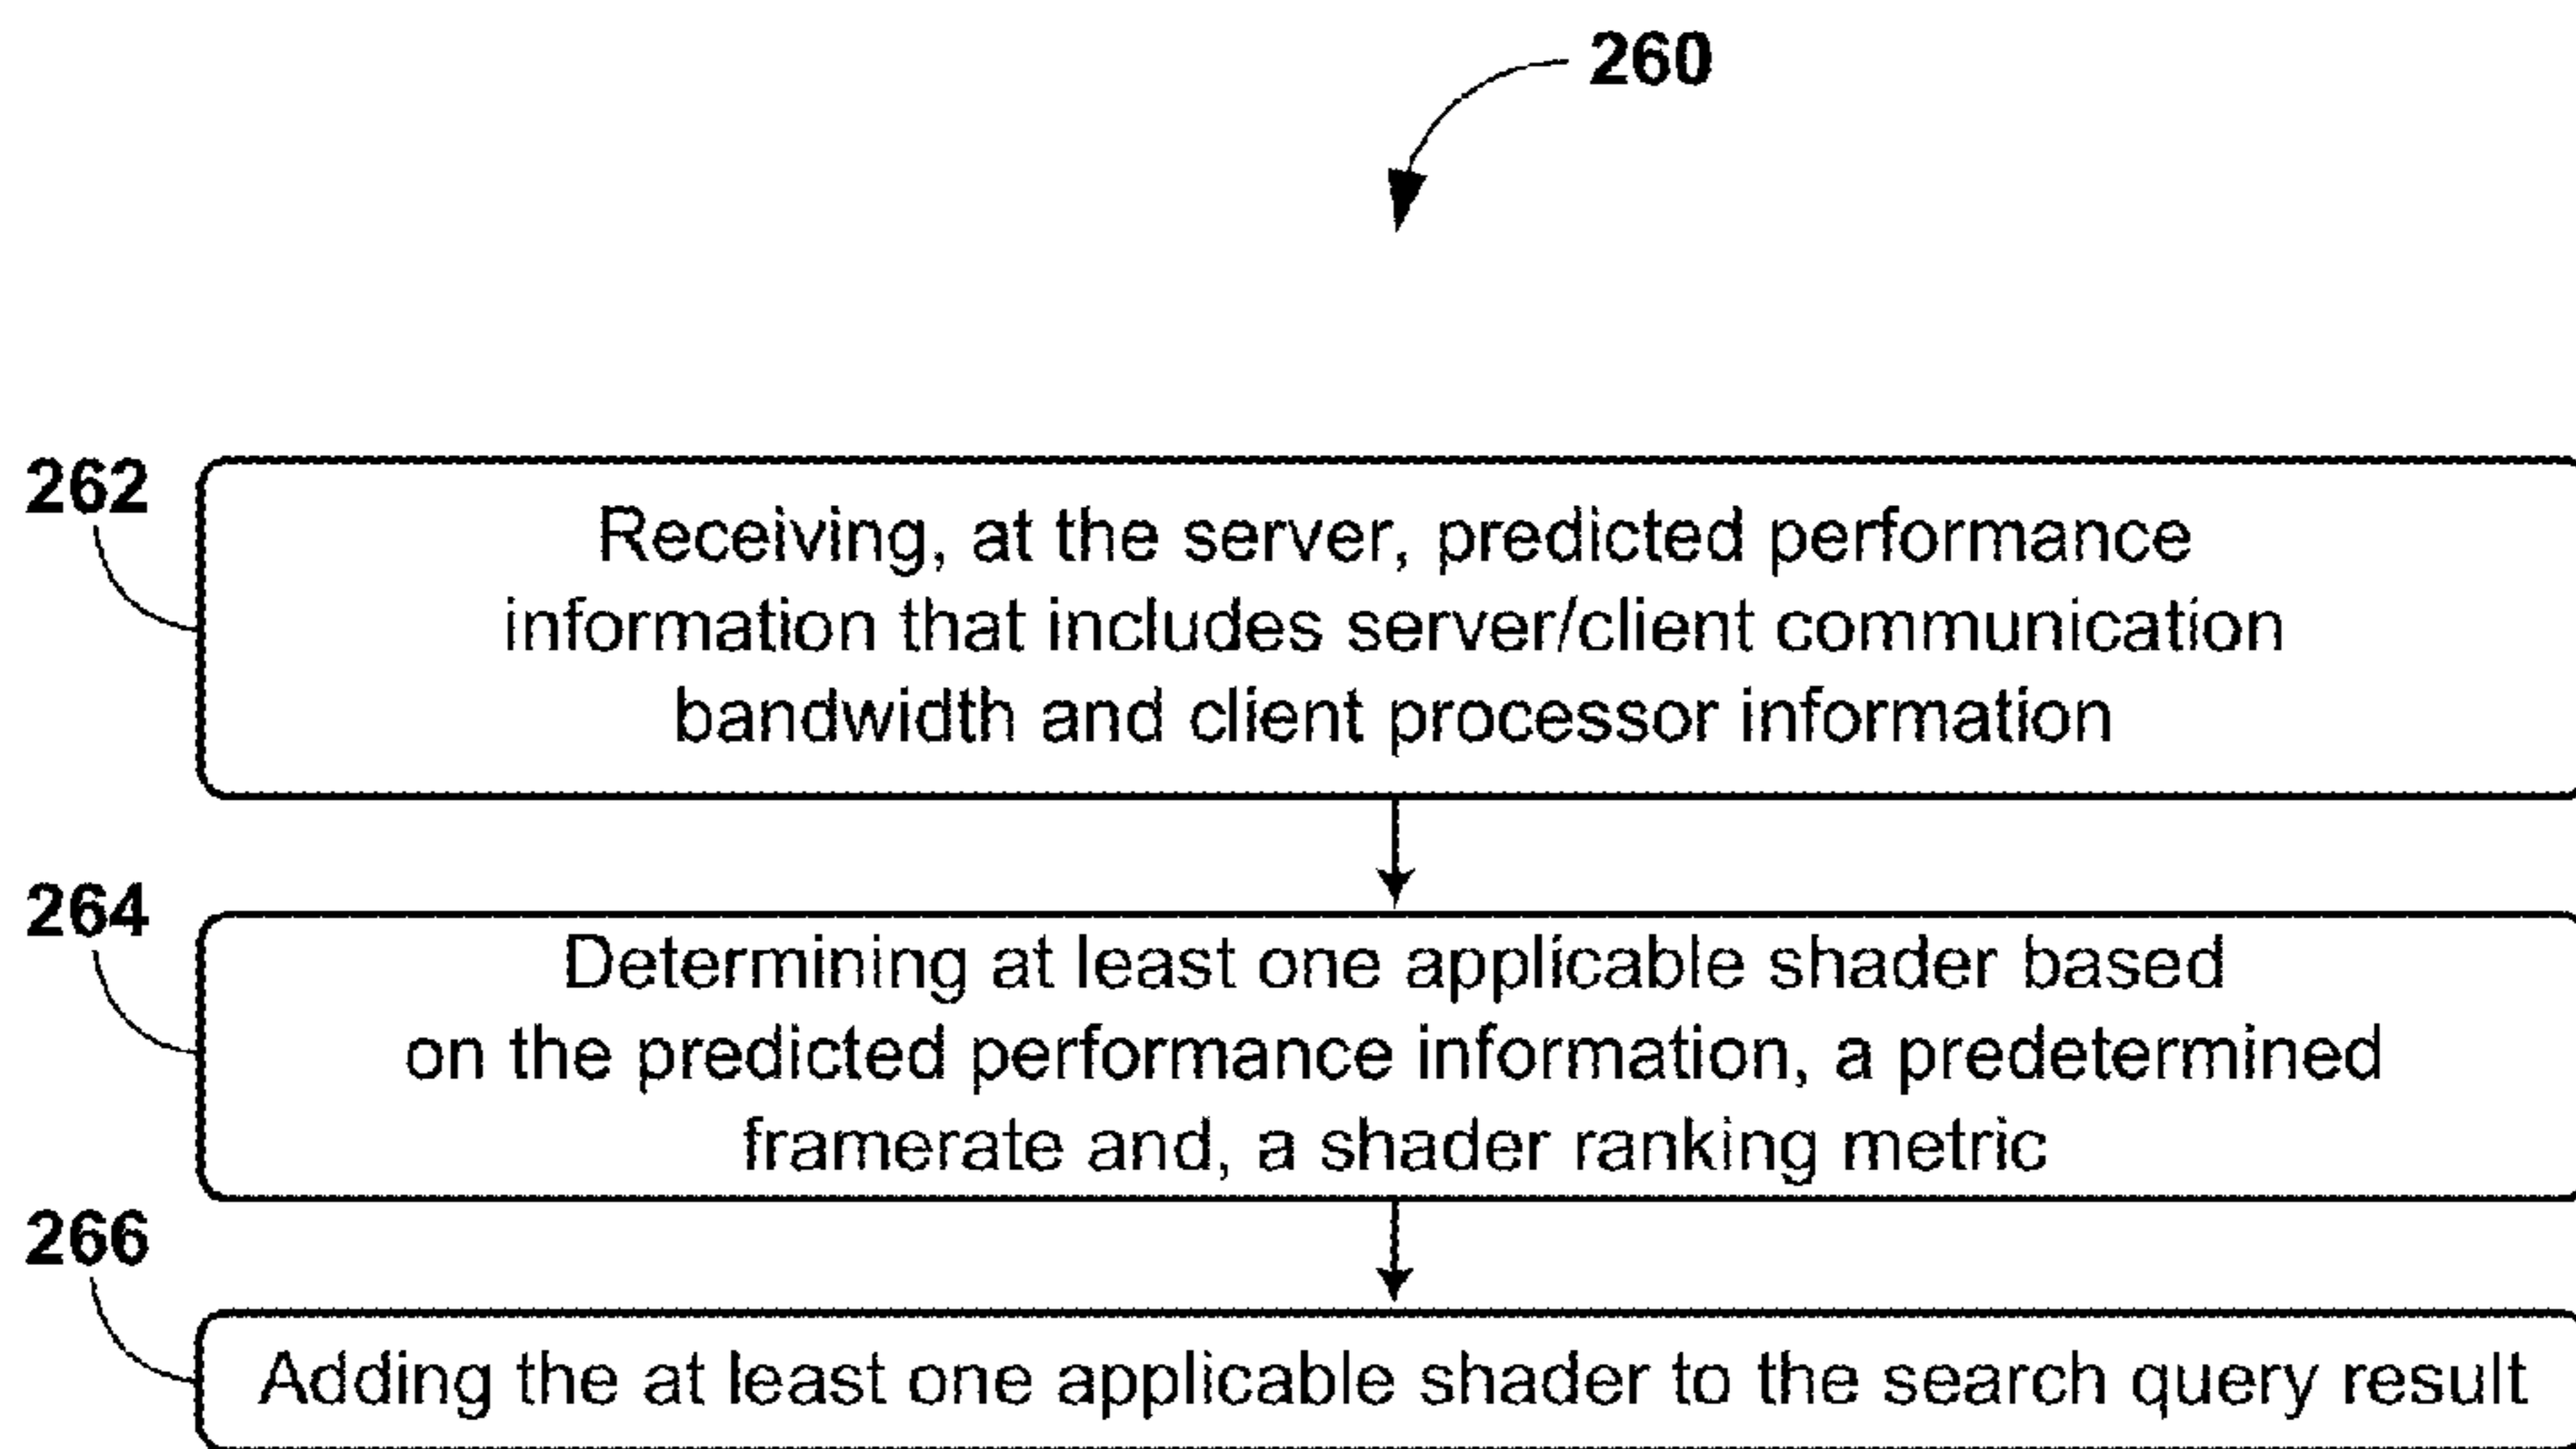 260
262
Receiving, at the server, predicted performance
information that includes server/client communication
bandwidth and client processor information
264
Determining at least one applicable shader based
on the predicted performance information, a predetermined
framerate and, a shader ranking metric
266
Adding the at least one applicable shader to the search query result